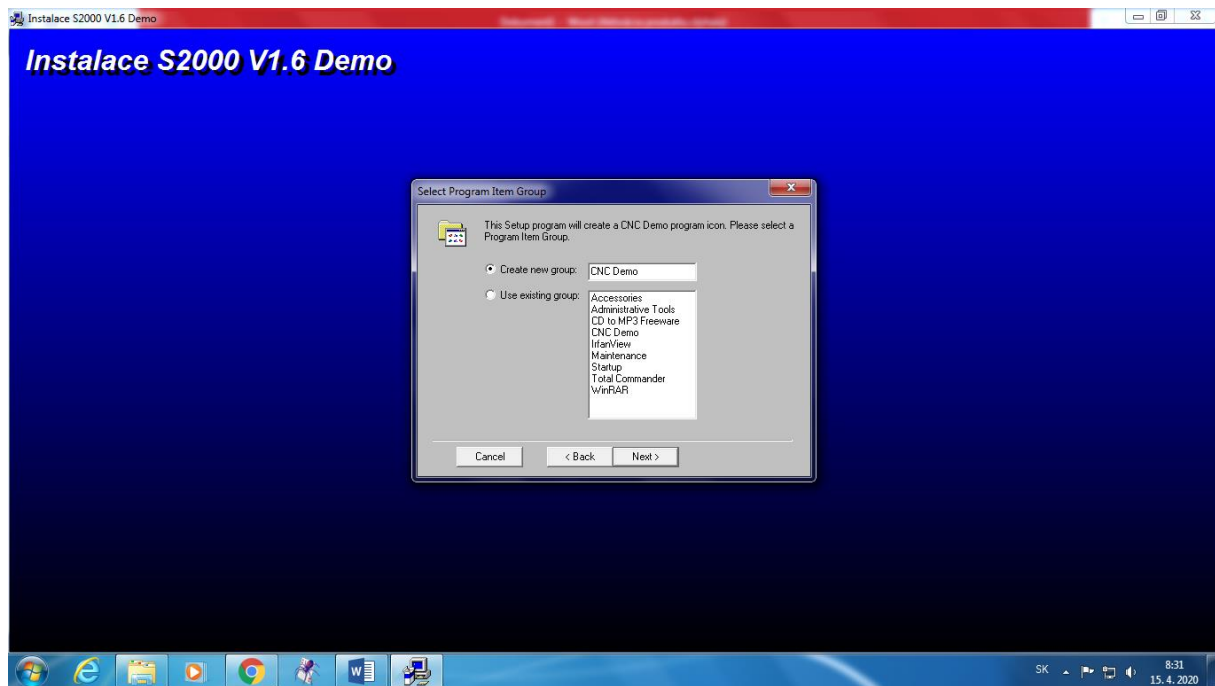 Instalace S2000 V1.6 Demo
Instalace S2000 V1.6 Demo
Select Program Item Group
This Setup program will create a CNC Demo program icon. Please select a
Program Item Group.
Create new group:
CNC Demo
Use existing group:
Accessories
Administrative Tools
CD to MP3 Freeware
CNC Demo
IrfanView
Maintenance
Startup
Total Commander
WinRAR
Cancel
< Back
Next >
SK
8:31
15. 4. 2020